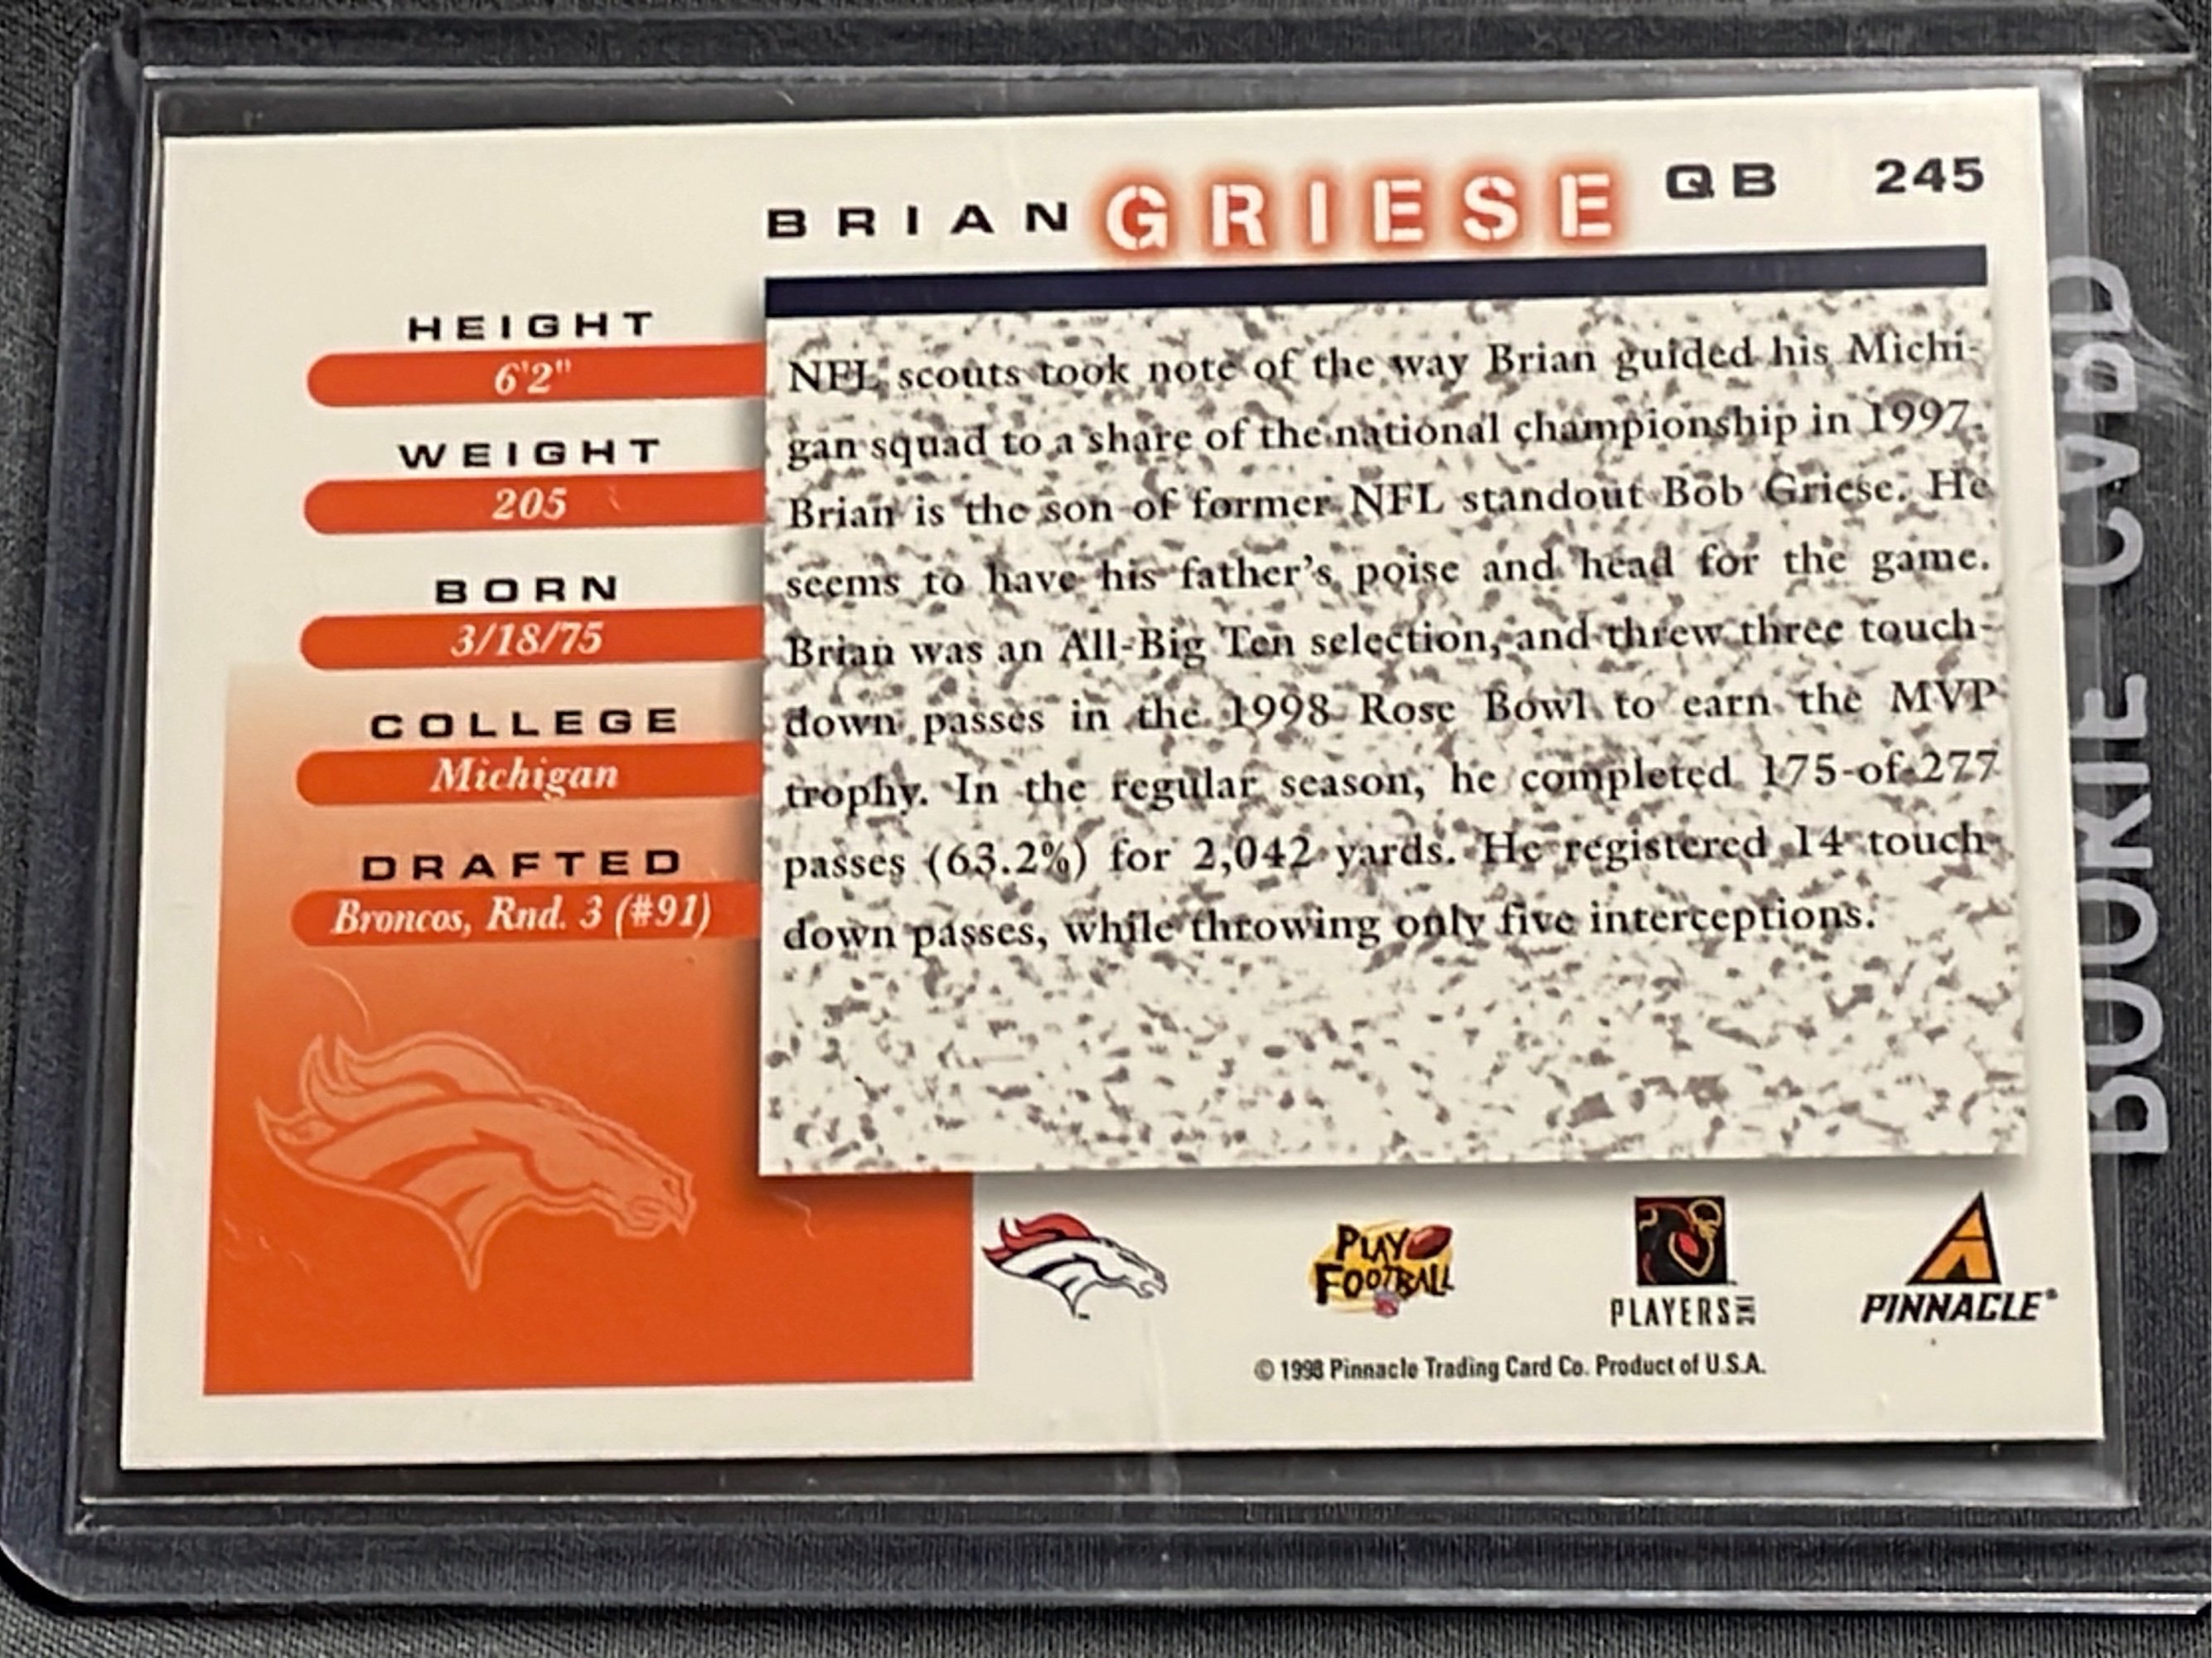 BRIAN GRIESE QB 245
HEIGHT
6'2"
WEIGHT
205
BORN
3/18/75
COLLEGE
Michigan
DRAFTED
Broncos, Rnd. 3 (#91)
NFL scouts took note of the way Brian guided his Michi-
gan squad to a share of the national championship in 1997.
Brian is the son of former NFL standout Bob Griese. He
seems to have his father's poise and head for the game.
Brian was an All-Big Ten selection, and threw three touch-
down passes in the 1998 Rose Bowl to earn the MVP
trophy. In the regular season, he completed 175-of-277
passes (63.2%) for 2,042 yards. He registered 14 touch-
down passes, while throwing only five interceptions.
PLAY
FOOTBALL
PLAYERS INC
PINNACLE®
© 1998 Pinnacle Trading Card Co. Product of U.S.A.
ROOKIE CARD